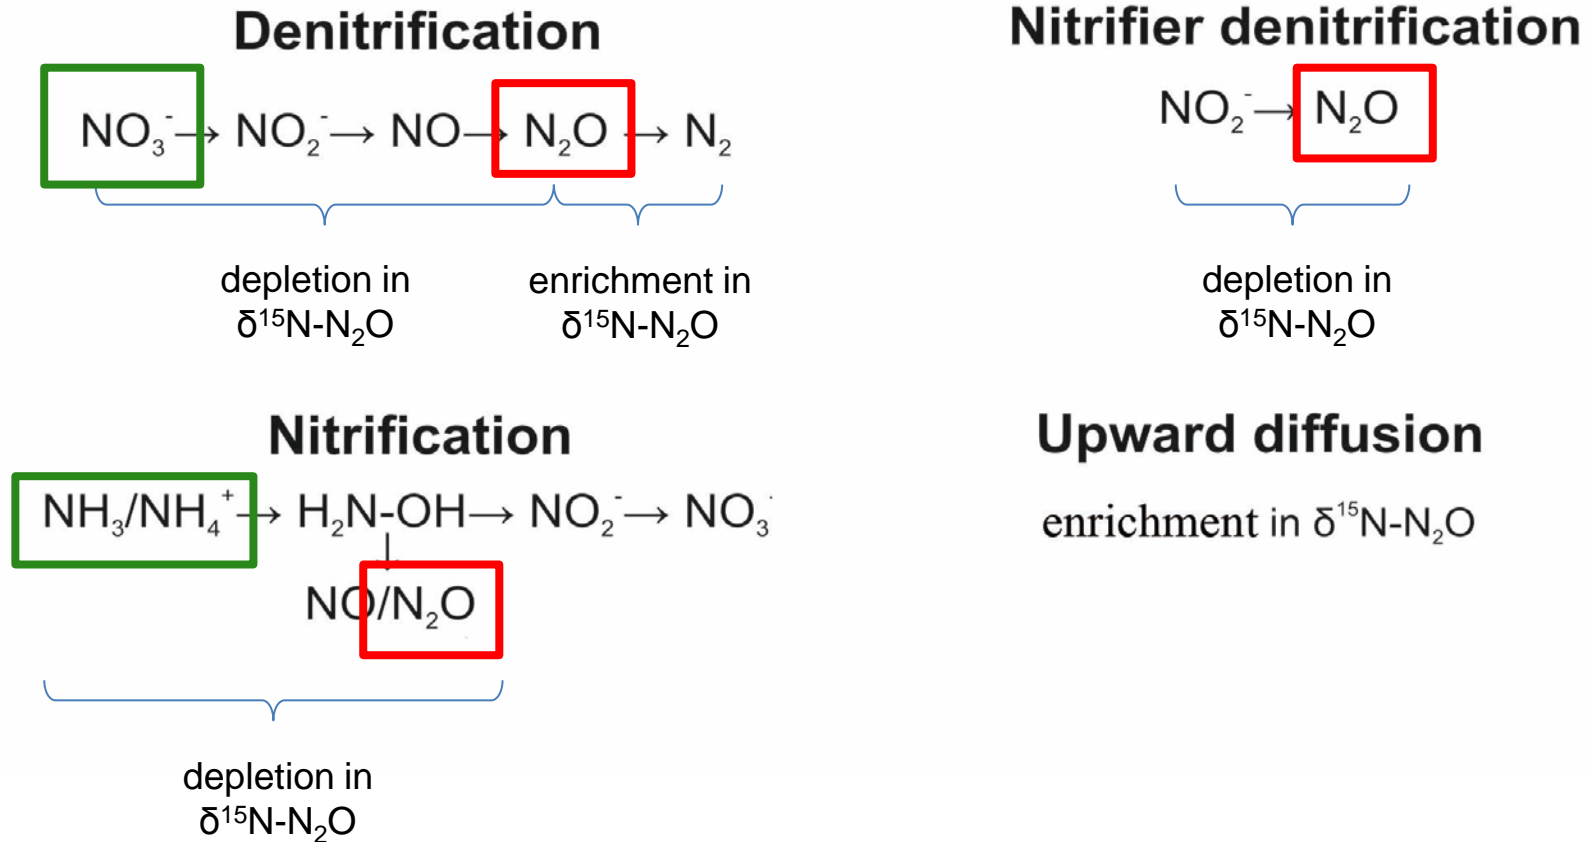 Denitrification
NO₃⁻→ NO₂⁻→ NO→ N₂O → N₂
depletion in
δ¹⁵N-N₂O
enrichment in
δ¹⁵N-N₂O
Nitrifier denitrification
NO₂⁻→ N₂O
depletion in
δ¹⁵N-N₂O
Nitrification
NH₃/NH₄⁺→ H₂N-OH→ NO₂⁻→ NO₃⁻
↓
NO/N₂O
depletion in
δ¹⁵N-N₂O
Upward diffusion
enrichment in δ¹⁵N-N₂O